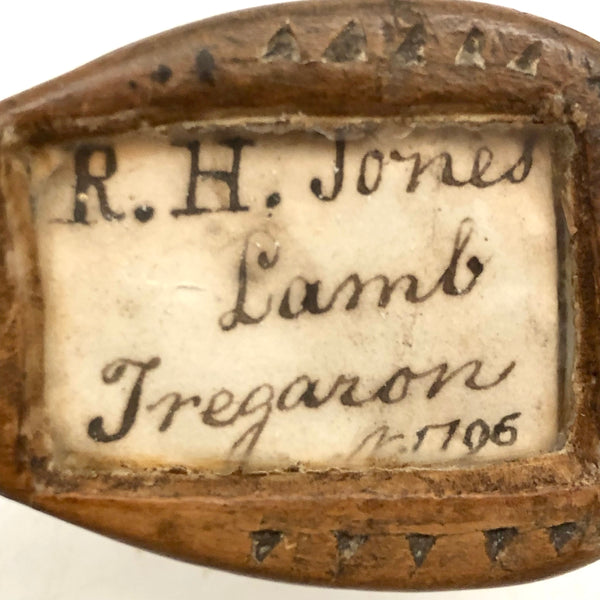 R. H. Jones
Lamb
Tregaron
1796